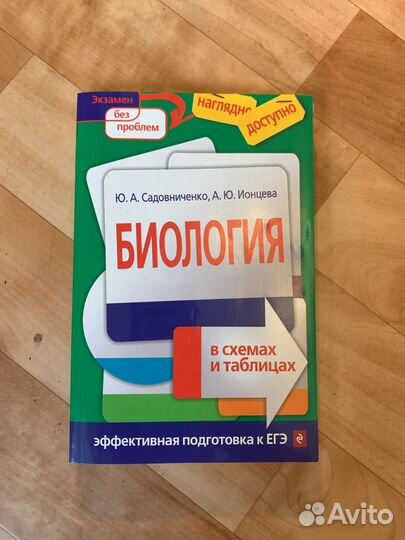 Экзамен
без
проблем
наглядно
доступно
Ю. А. Садовниченко, А. Ю. Ионцева
БИОЛОГИЯ
в схемах
и таблицах
эффективная подготовка к ЕГЭ
Avito